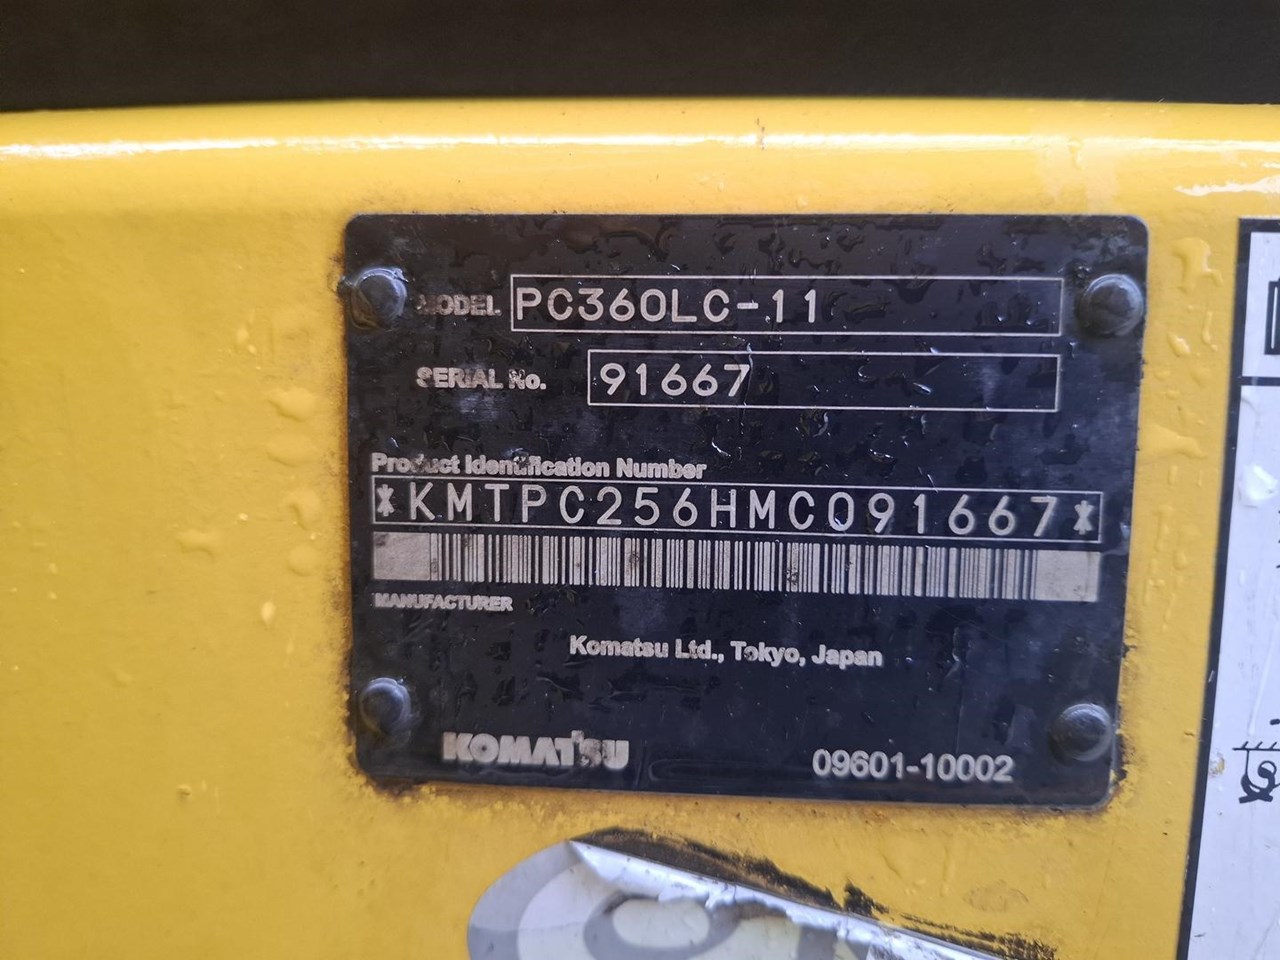 MODEL PC360LC-11
SERIAL No. 91667
Product Identification Number
*KMTPC256HMC091667*
MANUFACTURER
Komatsu Ltd., Tokyo, Japan
KOMATSU 09601-10002